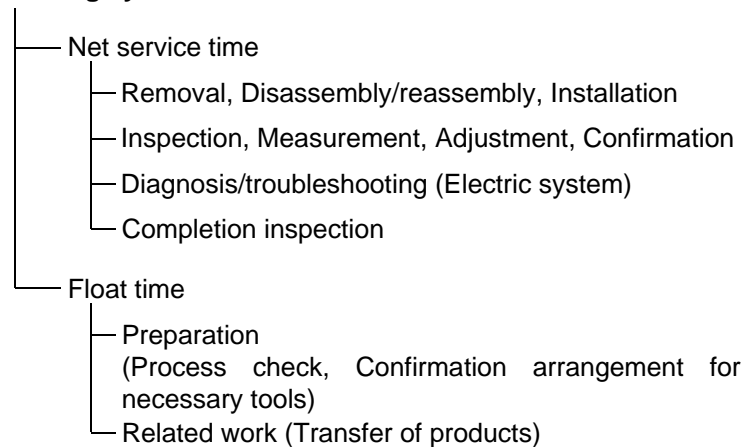 Net service time
Removal, Disassembly/reassembly, Installation
Inspection, Measurement, Adjustment, Confirmation
Diagnosis/troubleshooting (Electric system)
Completion inspection
Float time
Preparation
(Process check, Confirmation arrangement for
necessary tools)
Related work (Transfer of products)